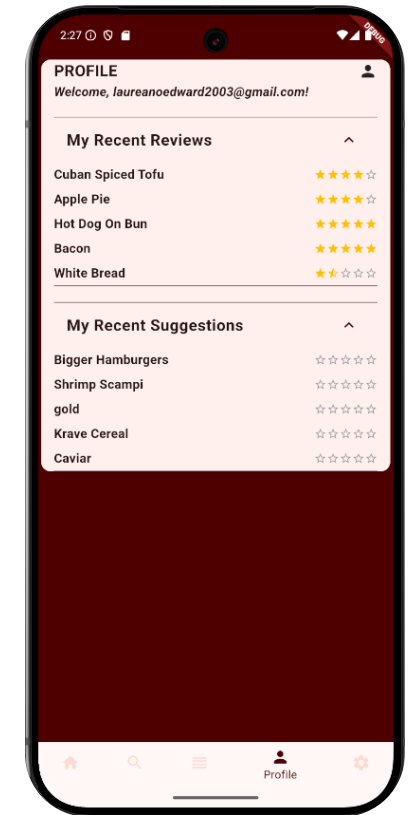 2:27
DEBUG
PROFILE
Welcome, laureanoedward2003@gmail.com!
My Recent Reviews
Cuban Spiced Tofu
Apple Pie
Hot Dog On Bun
Bacon
White Bread
My Recent Suggestions
Bigger Hamburgers
Shrimp Scampi
gold
Krave Cereal
Caviar
Profile